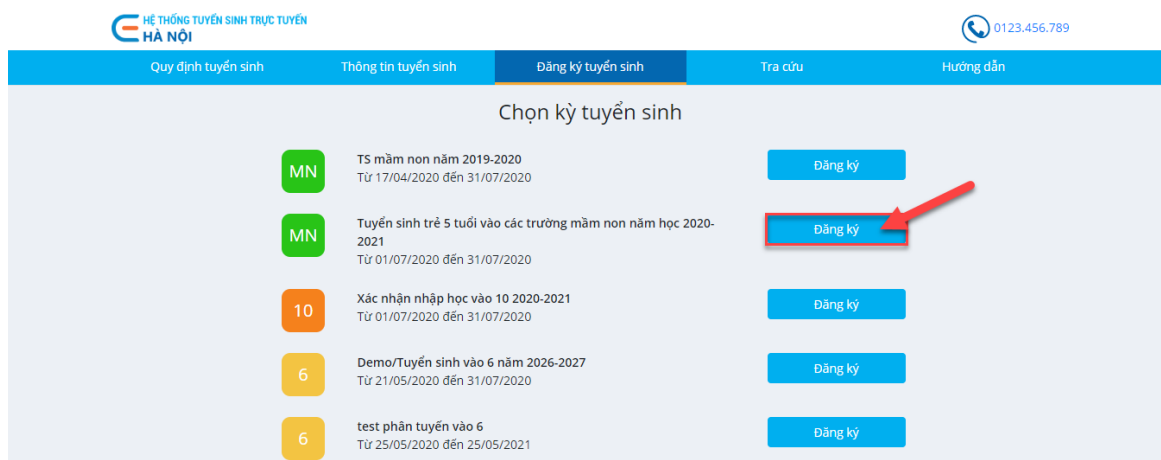 HỆ THỐNG TUYỂN SINH TRỰC TUYẾN
HÀ NỘI
0123.456.789
Quy định tuyển sinh
Thông tin tuyển sinh
Đăng ký tuyển sinh
Tra cứu
Hướng dẫn
Chọn kỳ tuyển sinh
MN
TS mầm non năm 2019-2020
Từ 17/04/2020 đến 31/07/2020
Đăng ký
MN
Tuyển sinh trẻ 5 tuổi vào các trường mầm non năm học 2020-
2021
Từ 01/07/2020 đến 31/07/2020
Đăng ký
10
Xác nhận nhập học vào 10 2020-2021
Từ 01/07/2020 đến 31/07/2020
Đăng ký
6
Demo/Tuyển sinh vào 6 năm 2026-2027
Từ 21/05/2020 đến 31/07/2020
Đăng ký
6
test phân tuyến vào 6
Từ 25/05/2020 đến 25/05/2021
Đăng ký